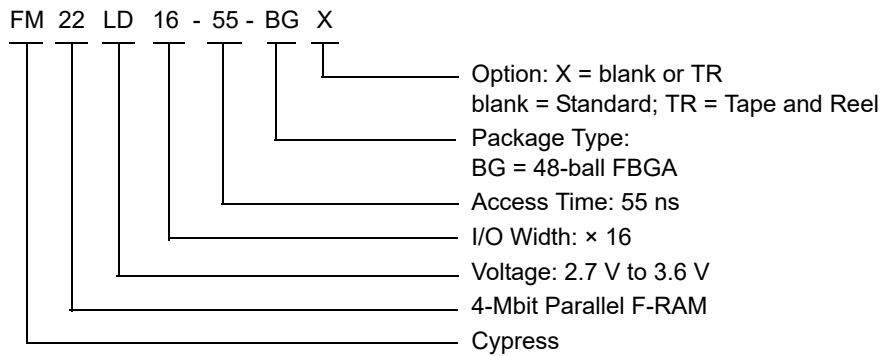 FM 22 LD 16 - 55 - BG X
Option: X = blank or TR
blank = Standard; TR = Tape and Reel
Package Type:
BG = 48-ball FBGA
Access Time: 55 ns
I/O Width: × 16
Voltage: 2.7 V to 3.6 V
4-Mbit Parallel F-RAM
Cypress